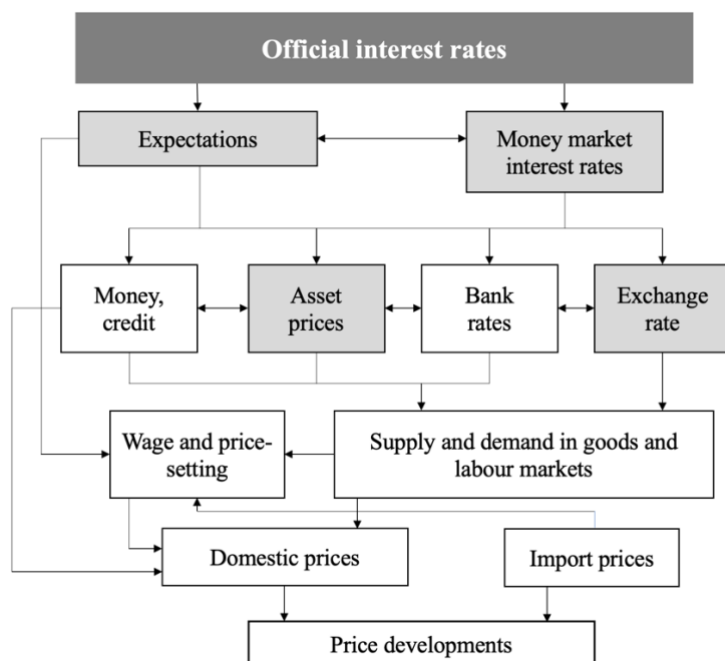 Official interest rates
Expectations
Money market
interest rates
Money,
credit
Asset
prices
Bank
rates
Exchange
rate
Wage and price-
setting
Supply and demand in goods and
labour markets
Domestic prices
Import prices
Price developments